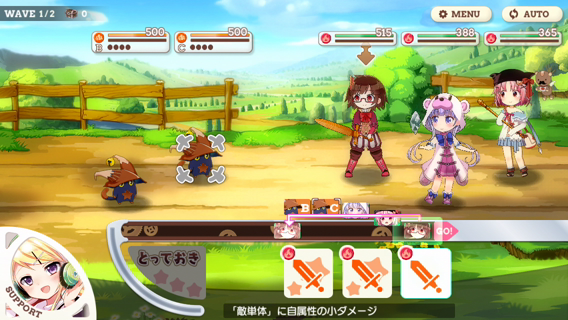 WAVE 1/2 0
MENU
AUTO
B 500
C 500
515
388
365
B C
GO!
とっておき
SUPPORT
「敵単体」に自属性の小ダメージ